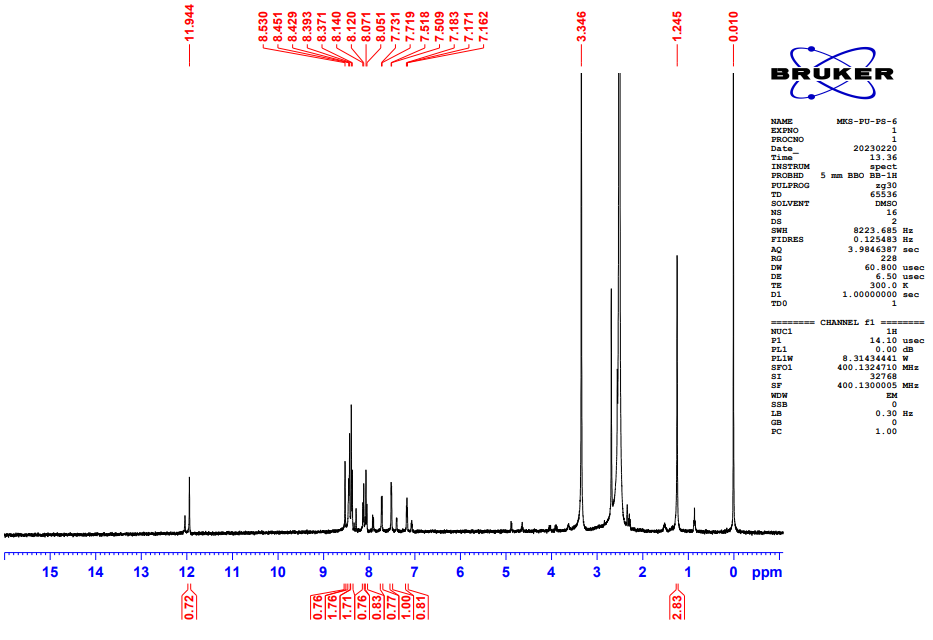 11.944
8.530
8.451
8.429
8.393
8.371
8.140
8.120
8.071
8.051
7.731
7.719
7.518
7.509
7.183
7.171
7.162
3.346
1.245
0.010
BRUKER
NAME MKS-PU-PS-6
EXPNO 1
PROCNO 1
Date_ 20230220
Time 13.36
INSTRUM spect
PROBHD 5 mm BBO BB-1H
PULPROG zg30
TD 65536
SOLVENT DMSO
NS 16
DS 2
SWH 8223.685 Hz
FIDRES 0.125483 Hz
AQ 3.9846387 sec
RG 228
DW 60.800 usec
DE 6.50 usec
TE 300.0 K
D1 1.00000000 sec
TD0 1
======== CHANNEL f1 ========
NUC1 1H
P1 14.10 usec
PL1 0.00 dB
PL1W 8.31434441 W
SFO1 400.1324710 MHz
SI 32768
SF 400.1300005 MHz
WDW EM
SSB 0
LB 0.30 Hz
GB 0
PC 1.00
15 14 13 12 11 10 9 8 7 6 5 4 3 2 1 0 ppm
0.72
0.76
1.76
1.71
0.76
0.83
0.77
1.00
0.81
2.83